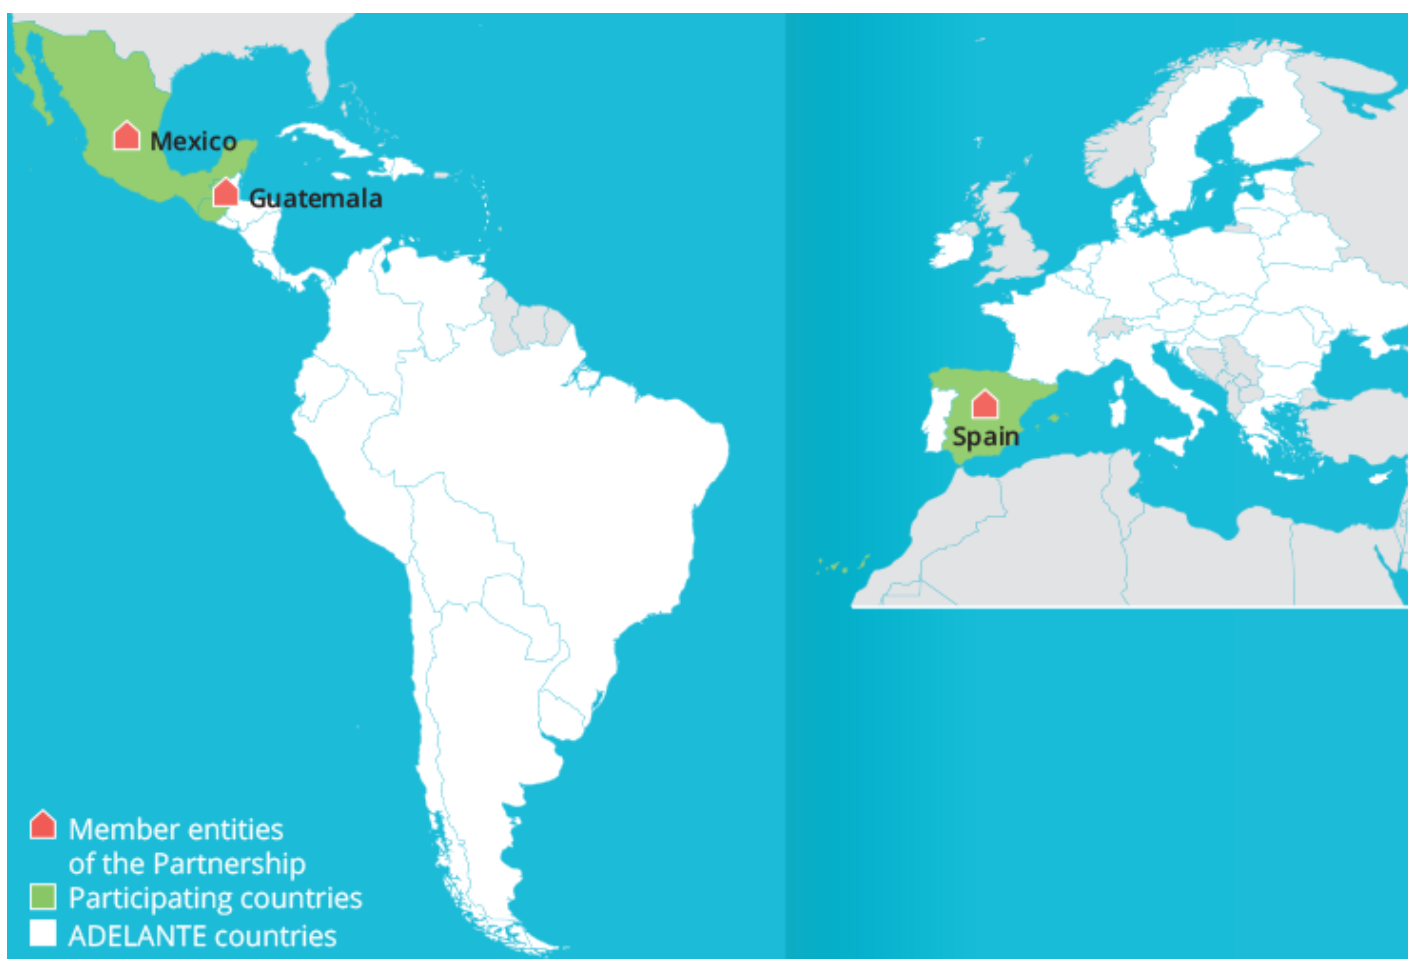 Mexico
Guatemala
Spain
Member entities
of the Partnership
Participating countries
ADELANTE countries